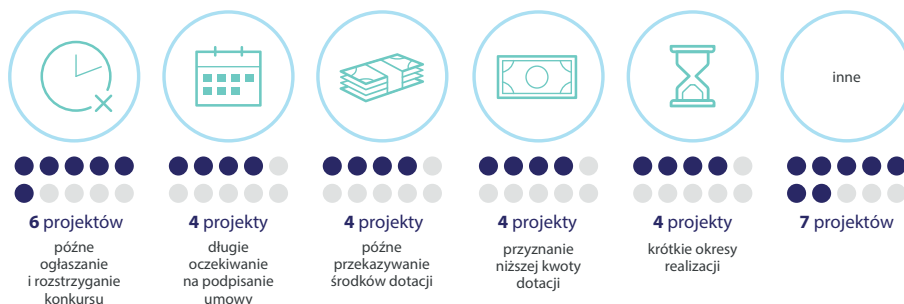 inne
6 projektów
późne
ogłaszanie
i rozstrzyganie
konkursu
4 projekty
długie
oczekiwanie
na podpisanie
umowy
4 projekty
późne
przekazywanie
środków dotacji
4 projekty
przyznanie
niższej kwoty
dotacji
4 projekty
krótkie okresy
realizacji
7 projektów